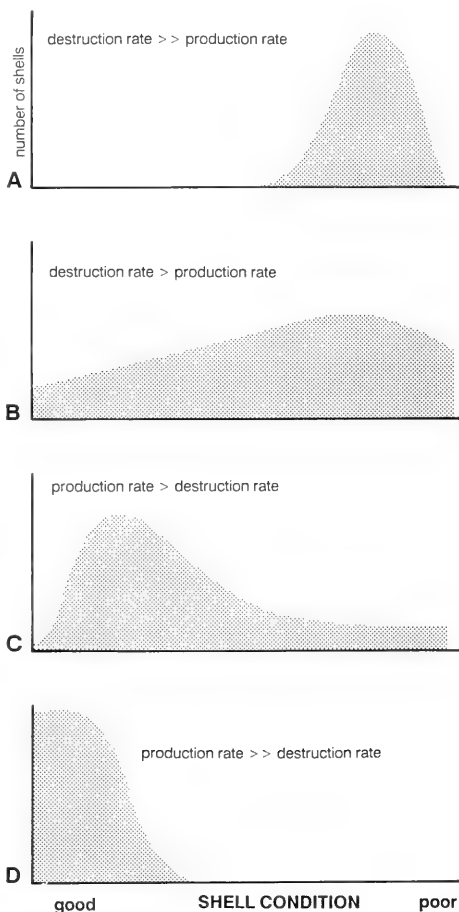 destruction rate >> production rate
number of shells
A
destruction rate > production rate
B
production rate > destruction rate
C
production rate >> destruction rate
D
good SHELL CONDITION poor